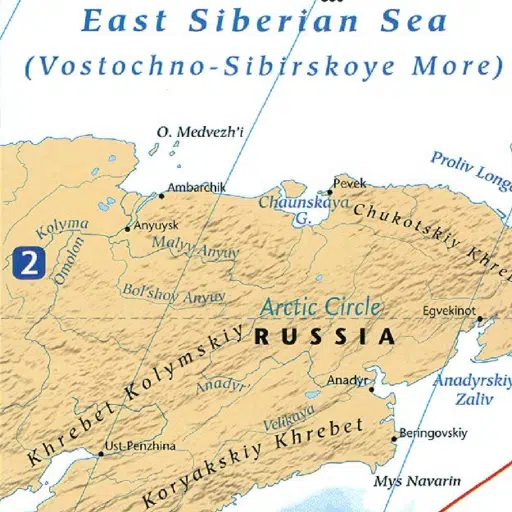 East Siberian Sea
(Vostochno-Sibirskoye More)
O. Medvezh'i
Proliv Longa
Ambarchik
Pevek
Chaunskaya
G.
Chukotskiy Khreb
Kolyma
Anyuysk
Malyy Anyuy
Omolon
2
Bol'shoy Anyuy
Arctic Circle
Egvekinot
RUSSIA
Khrebet Kolymskiy
Anadyr'
Anadyr
Anadyrskiy
Zaliv
Velikaya
Koryakskiy Khrebet
Beringovskiy
Ust-Penzhina
Mys Navarin